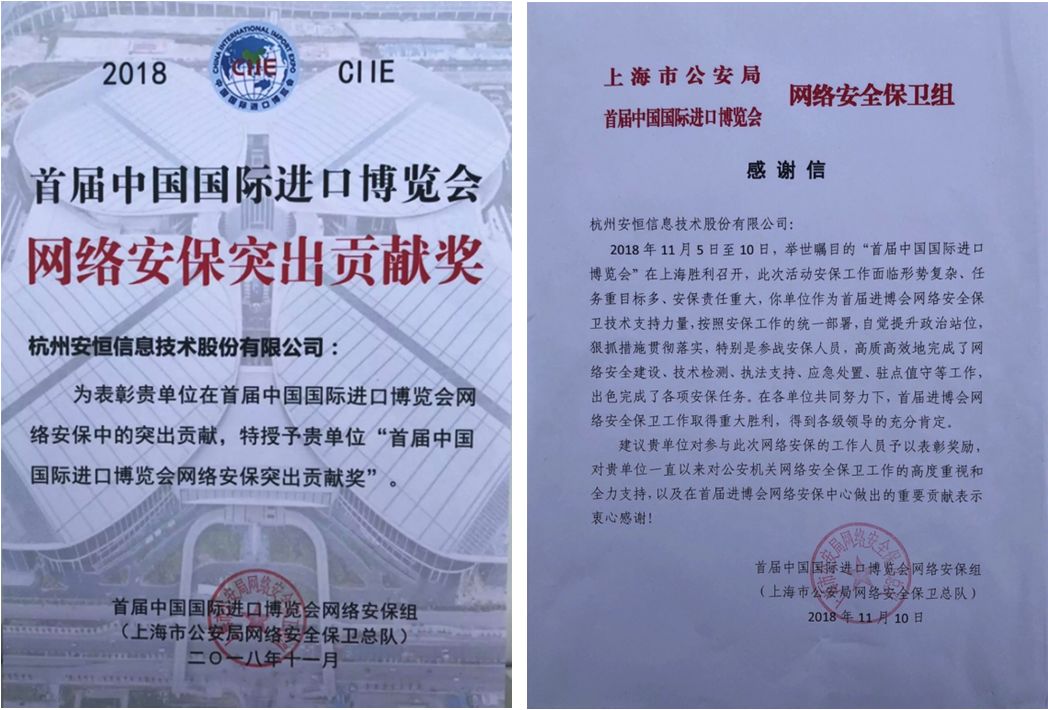 2018
CIIE
CHINA INTERNATIONAL IMPORT EXPO
CIIE
中国国际进口博览会
首届中国国际进口博览会
网络安保突出贡献奖
杭州安恒信息技术股份有限公司：
为表彰贵单位在首届中国国际进口博览会网
络安保中的突出贡献，特授予贵单位“首届中国
国际进口博览会网络安保突出贡献奖”。
首届中国国际进口博览会网络安保组
（上海市公安局网络安全保卫总队）
二〇一八年十一月
上海市公安局
首届中国国际进口博览会
网络安全保卫组
感谢信
杭州安恒信息技术股份有限公司：
2018年11月5日至10日，举世瞩目的“首届中国国际进口
博览会”在上海胜利召开，此次活动安保工作面临形势复杂、任
务重目标多、安保责任重大，你单位作为首届进博会网络安全保
卫技术支持力量，按照安保工作的统一部署，自觉提升政治站位，
狠抓措施贯彻落实，特别是参战安保人员，高质高效地完成了网
络安全建设、技术检测、执法支持、应急处置、驻点值守等工作，
出色完成了各项安保任务。在各单位共同努力下，首届进博会网
络安全保卫工作取得重大胜利，得到各级领导的充分肯定。
建议贵单位对参与此次网络安保的工作人员予以表彰奖励，
对贵单位一直以来对公安机关网络安全保卫工作的高度重视和
全力支持，以及在首届进博会网络安保中心做出的重要贡献表示
衷心感谢！
首届中国国际进口博览会网络安保组
（上海市公安局网络安全保卫总队）
2018年11月10日